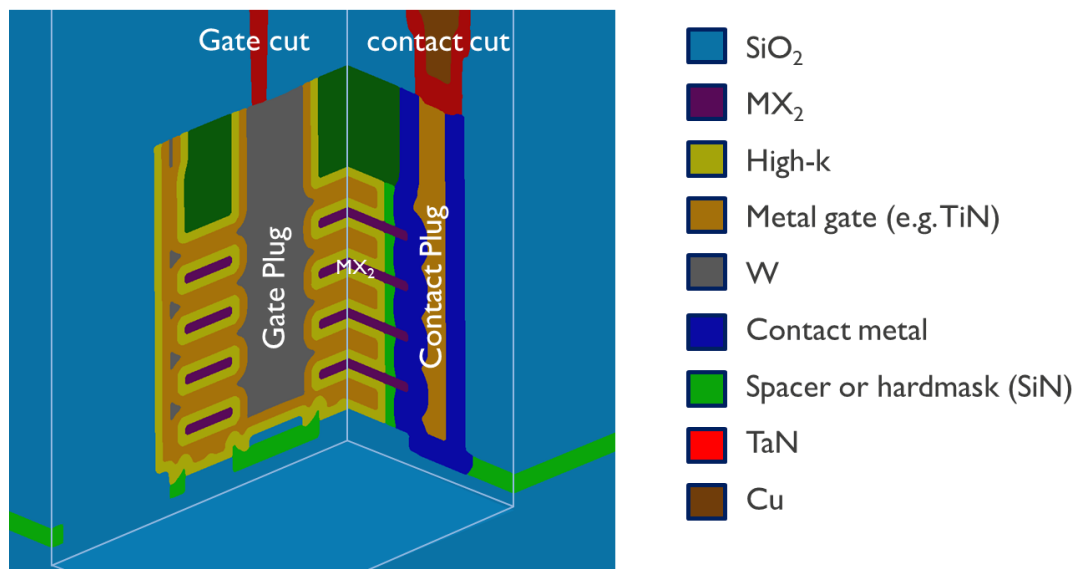 Gate cut
contact cut
Gate Plug
MX₂
Contact Plug
SiO₂
MX₂
High-k
Metal gate (e.g. TiN)
W
Contact metal
Spacer or hardmask (SiN)
TaN
Cu